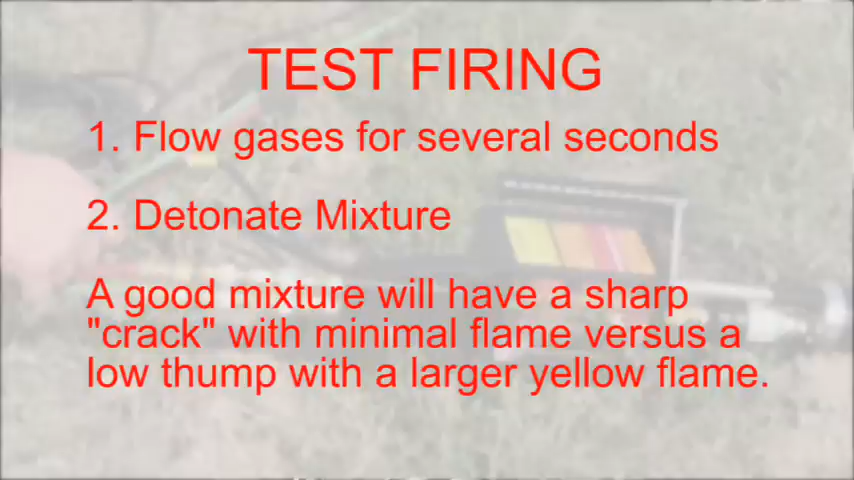 TEST FIRING
1. Flow gases for several seconds
2. Detonate Mixture
A good mixture will have a sharp
"crack" with minimal flame versus a
low thump with a larger yellow flame.